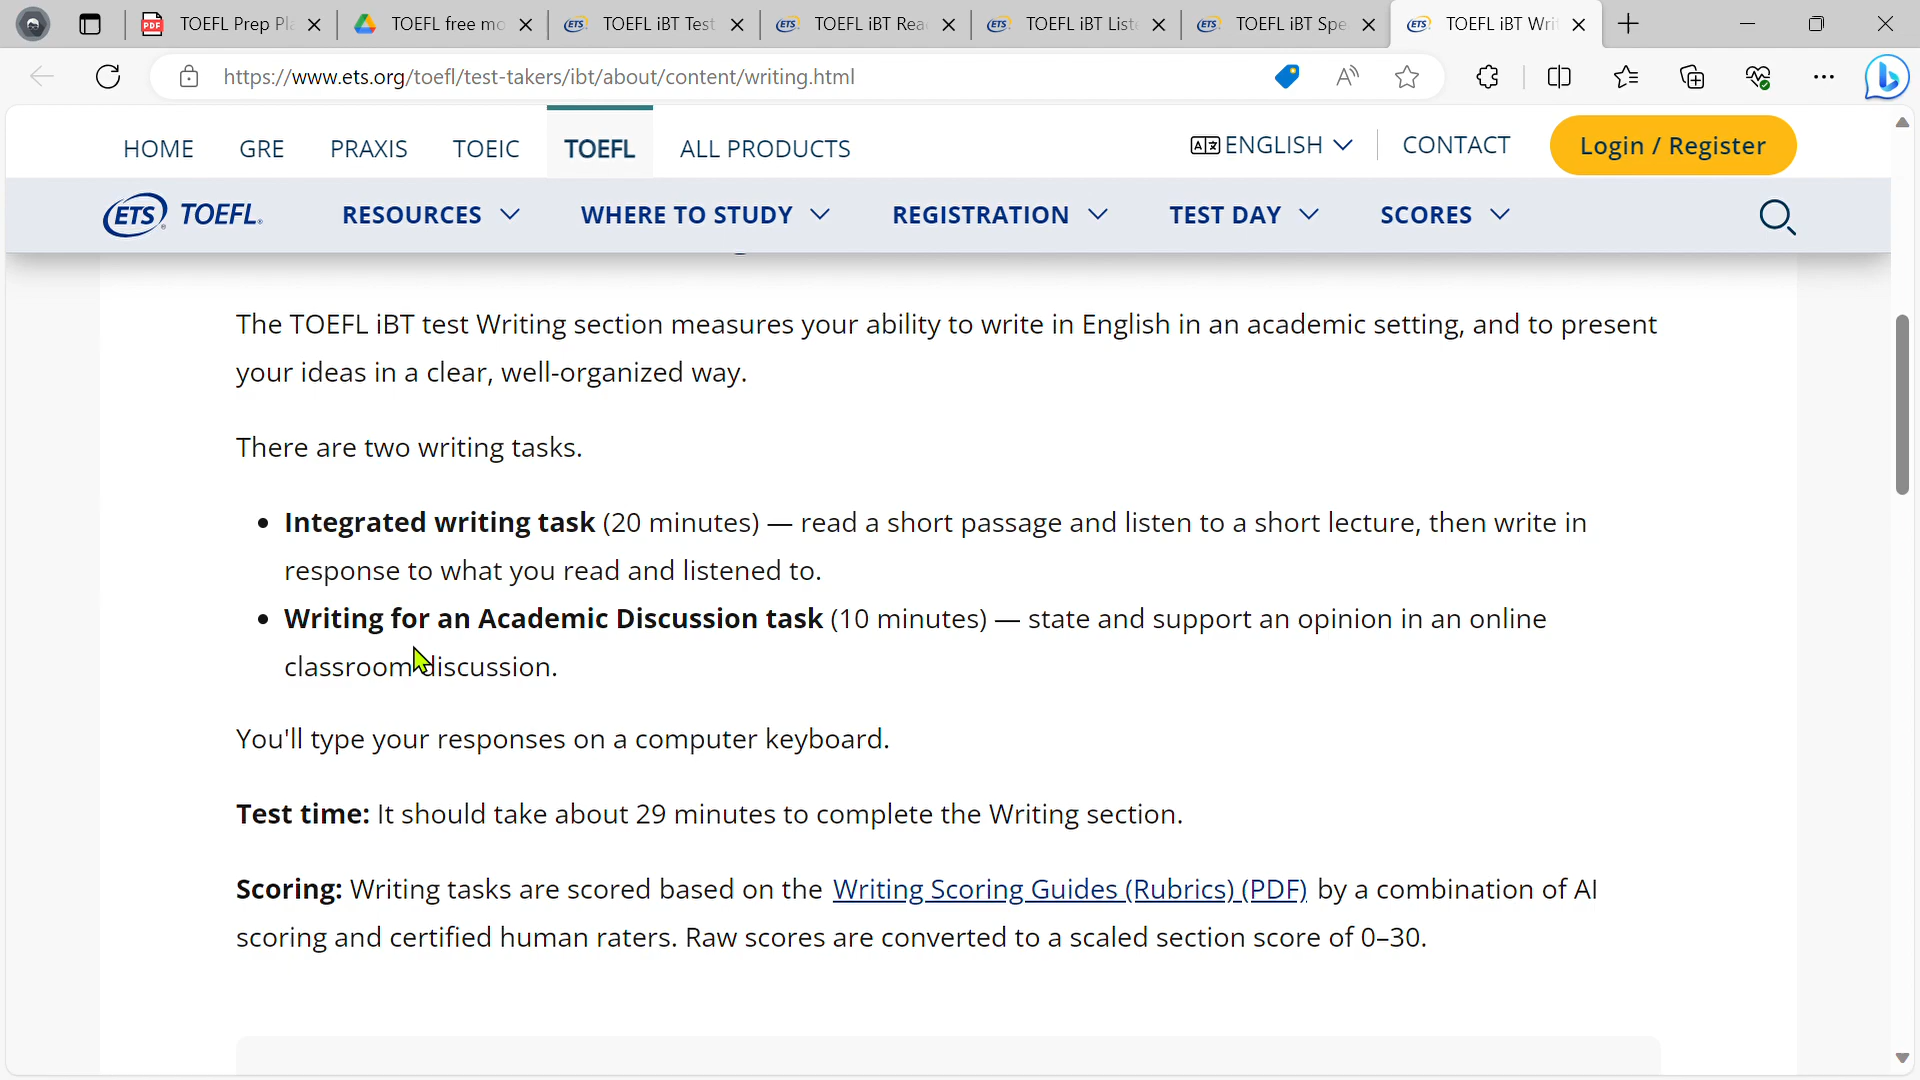 TOEFL Prep Pl
TOEFL free mo
TOEFL iBT Test
TOEFL iBT Rea
TOEFL iBT List
TOEFL iBT Spe
TOEFL iBT Wri
https://www.ets.org/toefl/test-takers/ibt/about/content/writing.html
HOME GRE PRAXIS TOEIC TOEFL ALL PRODUCTS ENGLISH CONTACT Login / Register
ETS TOEFL RESOURCES WHERE TO STUDY REGISTRATION TEST DAY SCORES
The TOEFL iBT test Writing section measures your ability to write in English in an academic setting, and to present
your ideas in a clear, well-organized way.
There are two writing tasks.
• Integrated writing task (20 minutes) — read a short passage and listen to a short lecture, then write in
response to what you read and listened to.
• Writing for an Academic Discussion task (10 minutes) — state and support an opinion in an online
classroom discussion.
You'll type your responses on a computer keyboard.
Test time: It should take about 29 minutes to complete the Writing section.
Scoring: Writing tasks are scored based on the Writing Scoring Guides (Rubrics) (PDF) by a combination of AI
scoring and certified human raters. Raw scores are converted to a scaled section score of 0–30.